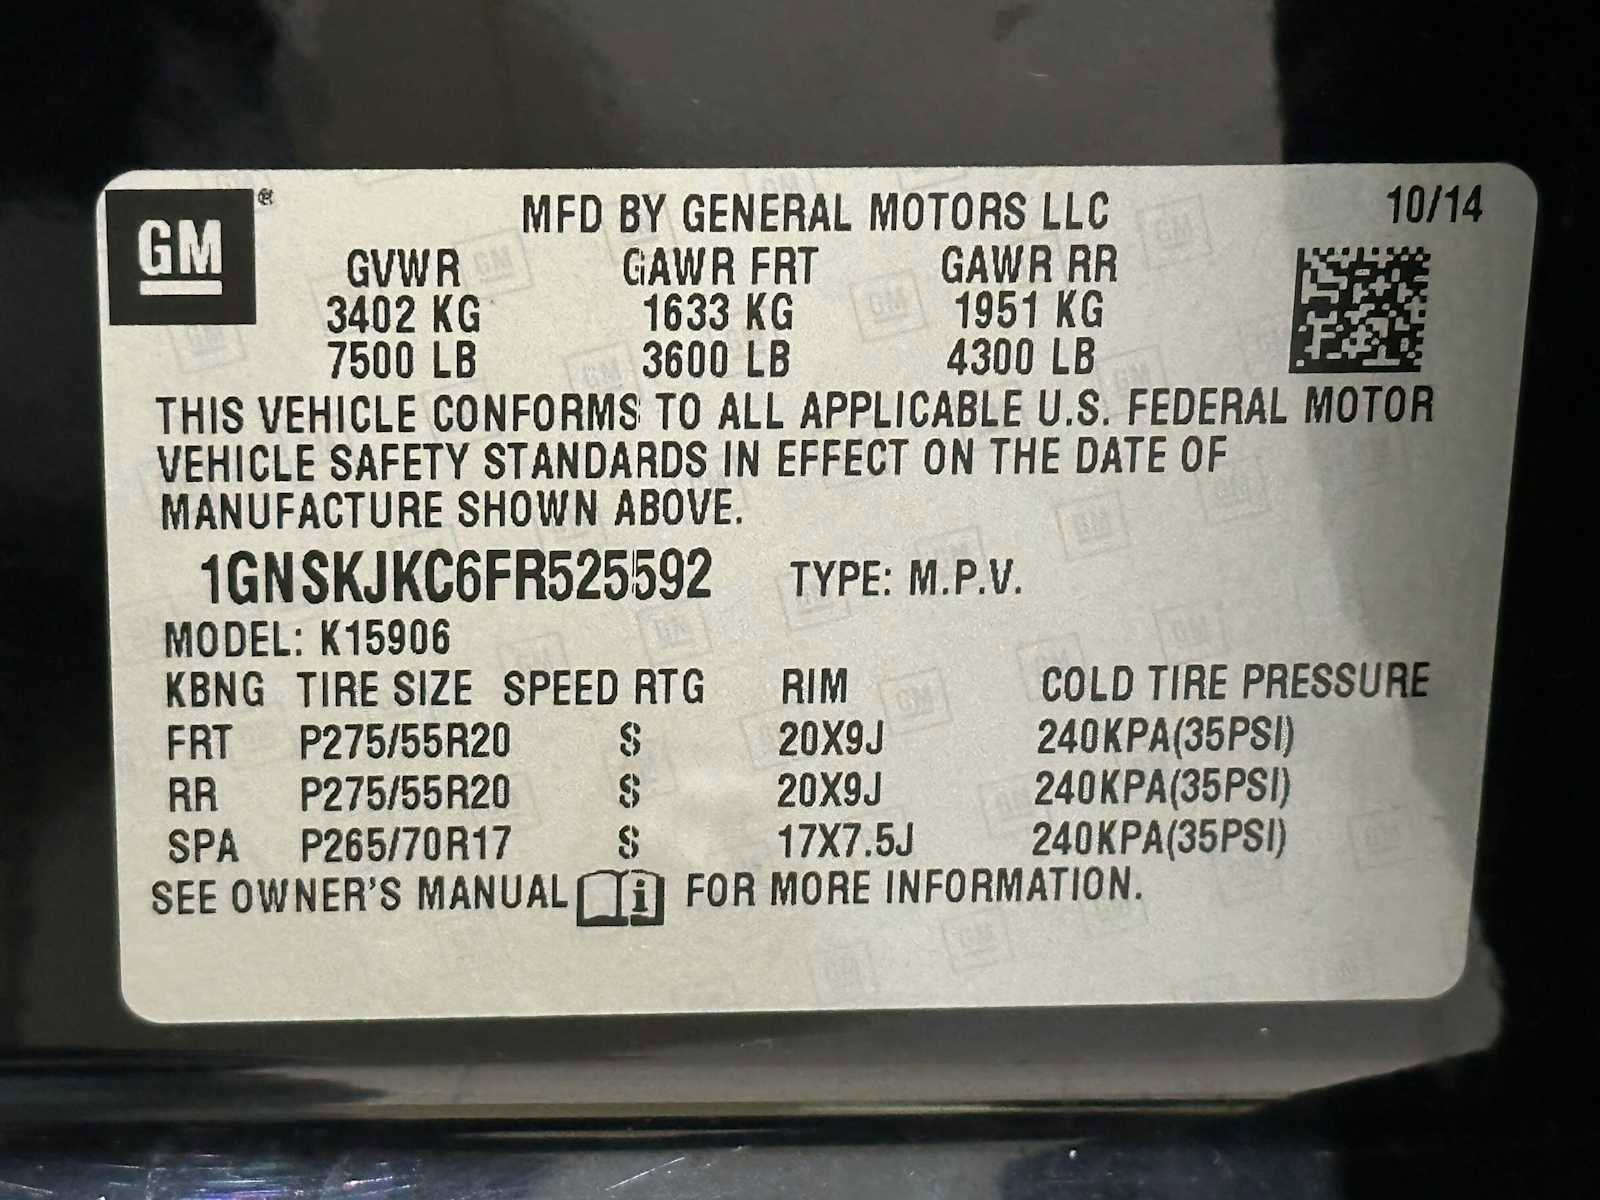 GM ®
MFD BY GENERAL MOTORS LLC 10/14
GVWR GAWR FRT GAWR RR
3402 KG 1633 KG 1951 KG
7500 LB 3600 LB 4300 LB
THIS VEHICLE CONFORMS TO ALL APPLICABLE U.S. FEDERAL MOTOR
VEHICLE SAFETY STANDARDS IN EFFECT ON THE DATE OF
MANUFACTURE SHOWN ABOVE.
1GNSKJKC6FR525592 TYPE: M.P.V.
MODEL: K15906
KBNG TIRE SIZE SPEED RTG RIM COLD TIRE PRESSURE
FRT P275/55R20 S 20X9J 240KPA(35PSI)
RR P275/55R20 S 20X9J 240KPA(35PSI)
SPA P265/70R17 S 17X7.5J 240KPA(35PSI)
SEE OWNER'S MANUAL i FOR MORE INFORMATION.